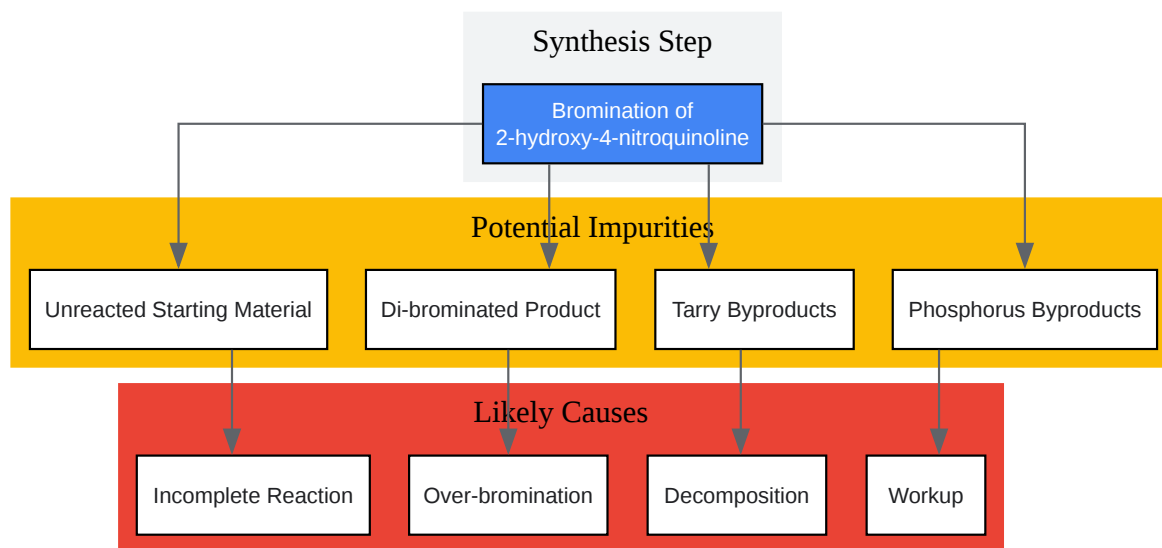 Synthesis Step
Bromination of
2-hydroxy-4-nitroquinoline
Potential Impurities
Unreacted Starting Material
Di-brominated Product
Tarry Byproducts
Phosphorus Byproducts
Likely Causes
Incomplete Reaction
Over-bromination
Decomposition
Workup